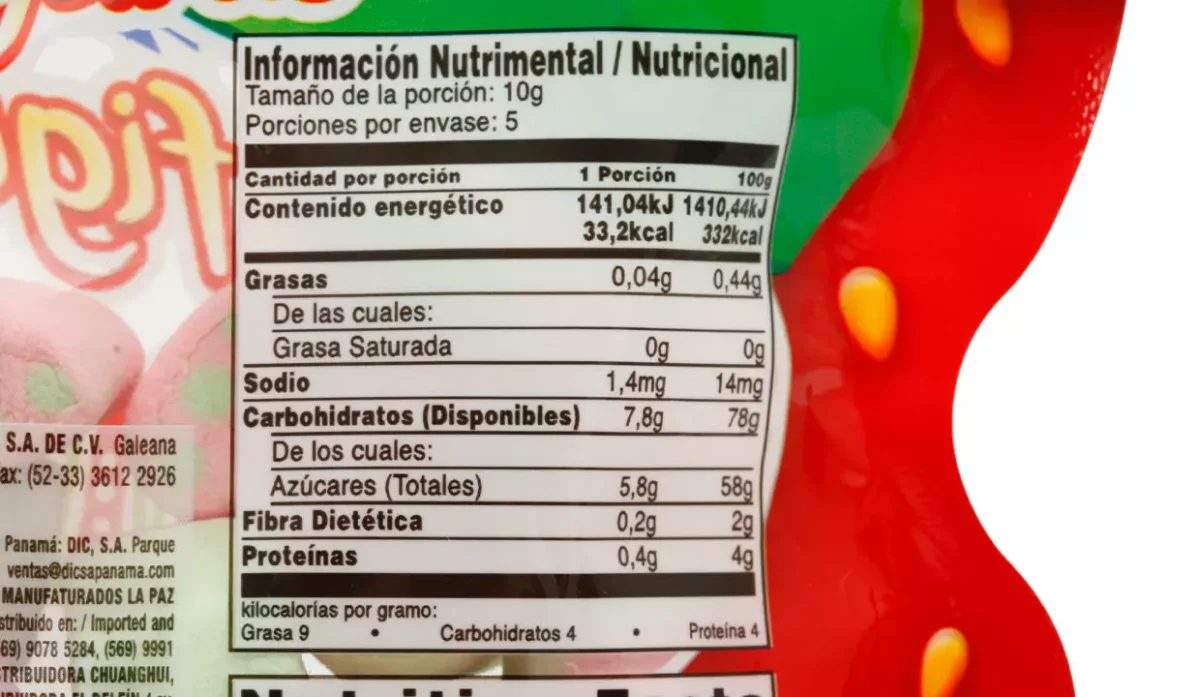 Información Nutrimental / Nutricional
Tamaño de la porción: 10g
Porciones por envase: 5
Cantidad por porción 1 Porción 100g
Contenido energético 141,04kJ 1410,44kJ
33,2kcal 332kcal
Grasas 0,04g 0,44g
De las cuales:
Grasa Saturada 0g 0g
Sodio 1,4mg 14mg
Carbohidratos (Disponibles) 7,8g 78g
De los cuales:
Azúcares (Totales) 5,8g 58g
Fibra Dietética 0,2g 2g
Proteínas 0,4g 4g
kilocalorías por gramo:
Grasa 9 • Carbohidratos 4 • Proteína 4
S.A. DE C.V. Galeana
(52-33) 3612 2926
Panamá: DIC, S.A. Parque
ventas@dicsapanama.com
MANUFATURADOS LA PAZ
en: / Imported and
9078 5284, (569) 9991
CHUANGHUI,